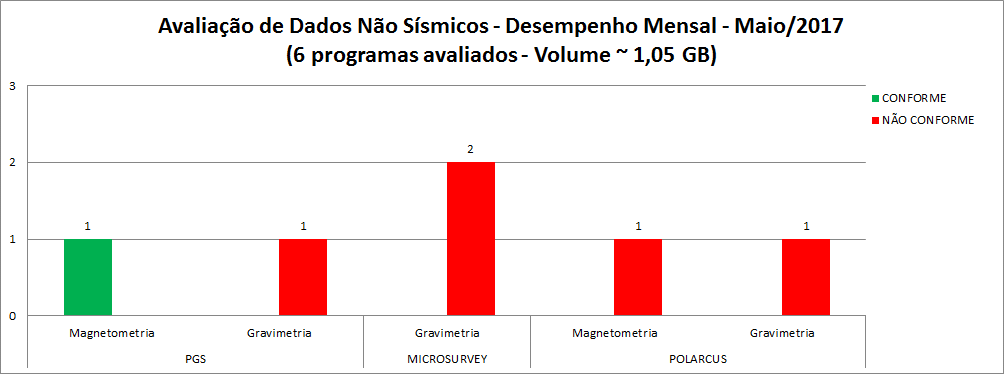 Avaliação de Dados Não Sísmicos - Desempenho Mensal - Maio/2017
(6 programas avaliados - Volume ~ 1,05 GB)
3
2
1
0
1
1
2
1
1
CONFORME
NÃO CONFORME
Magnetometria Gravimetria Gravimetria Magnetometria Gravimetria
PGS MICROSURVEY POLARCUS